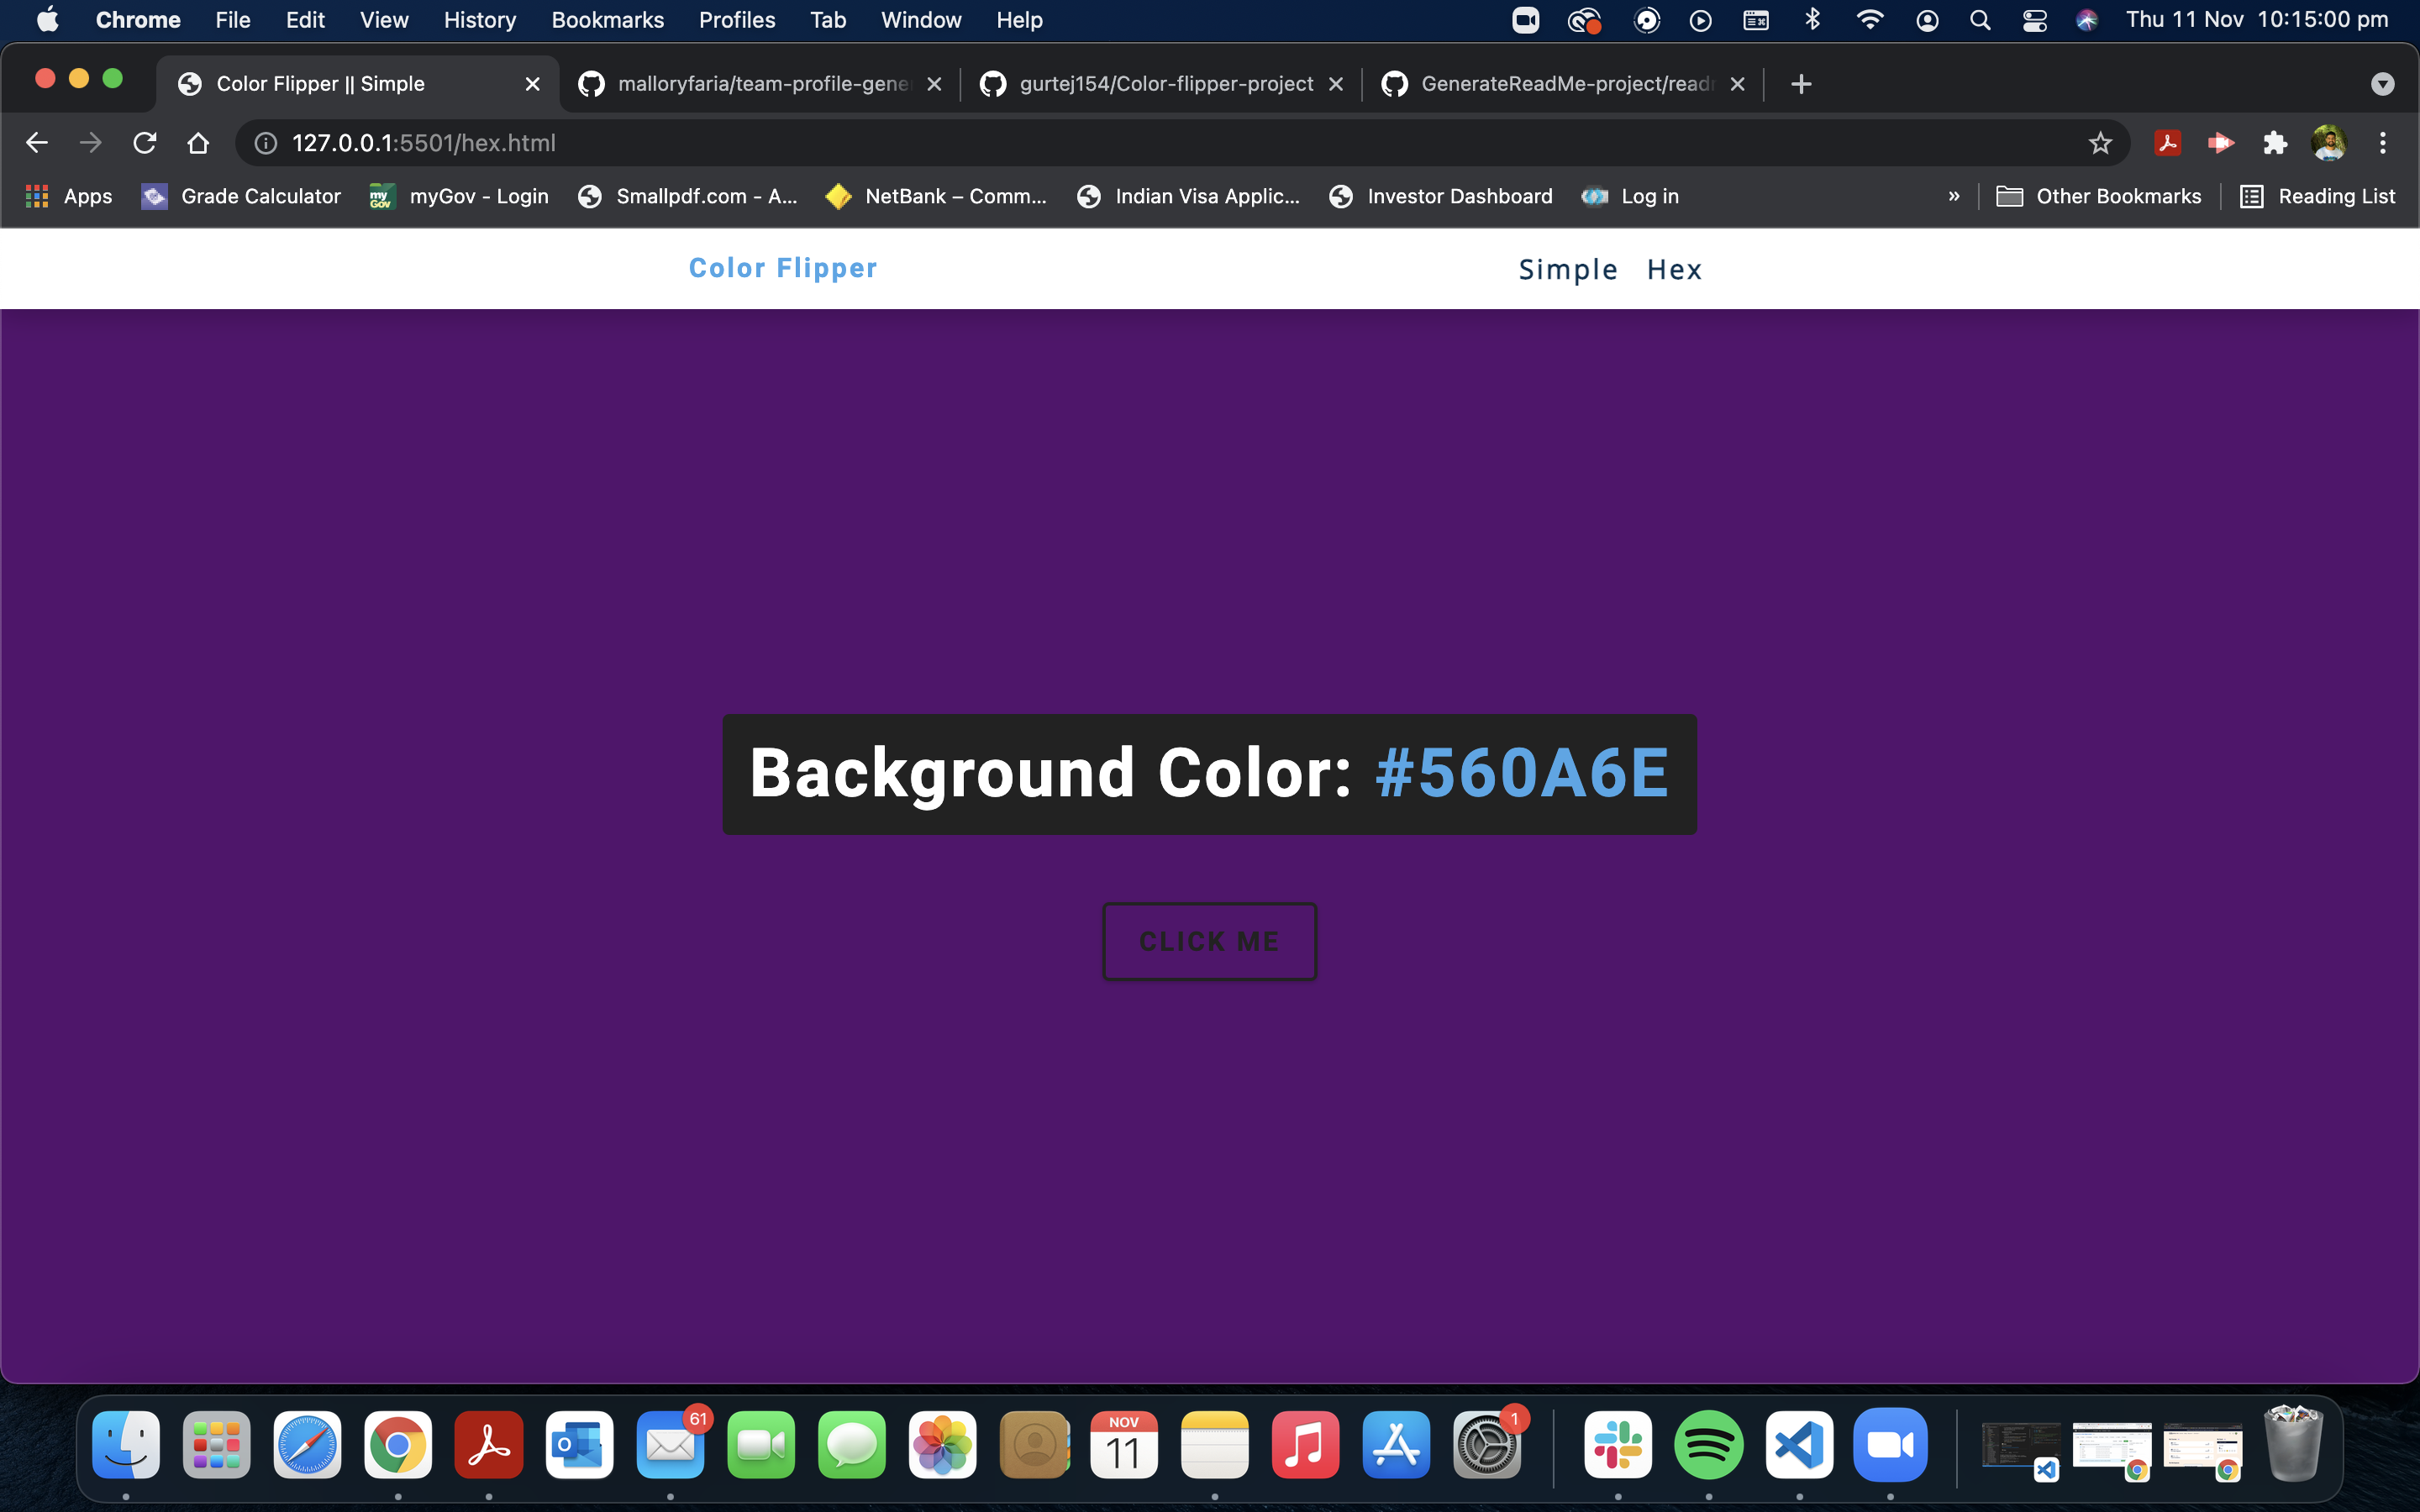 Chrome File Edit View History Bookmarks Profiles Tab Window Help Thu 11 Nov 10:15:00 pm
Color Flipper || Simple malloryfaria/team-profile-gene gurtej154/Color-flipper-project GenerateReadMe-project/read
127.0.0.1:5501/hex.html
Apps Grade Calculator my Gov myGov - Login Smallpdf.com - A... NetBank – Comm... Indian Visa Applic... Investor Dashboard Log in » Other Bookmarks Reading List
Color Flipper Simple Hex
Background Color: #560A6E
CLICK ME
61 NOV 11 1